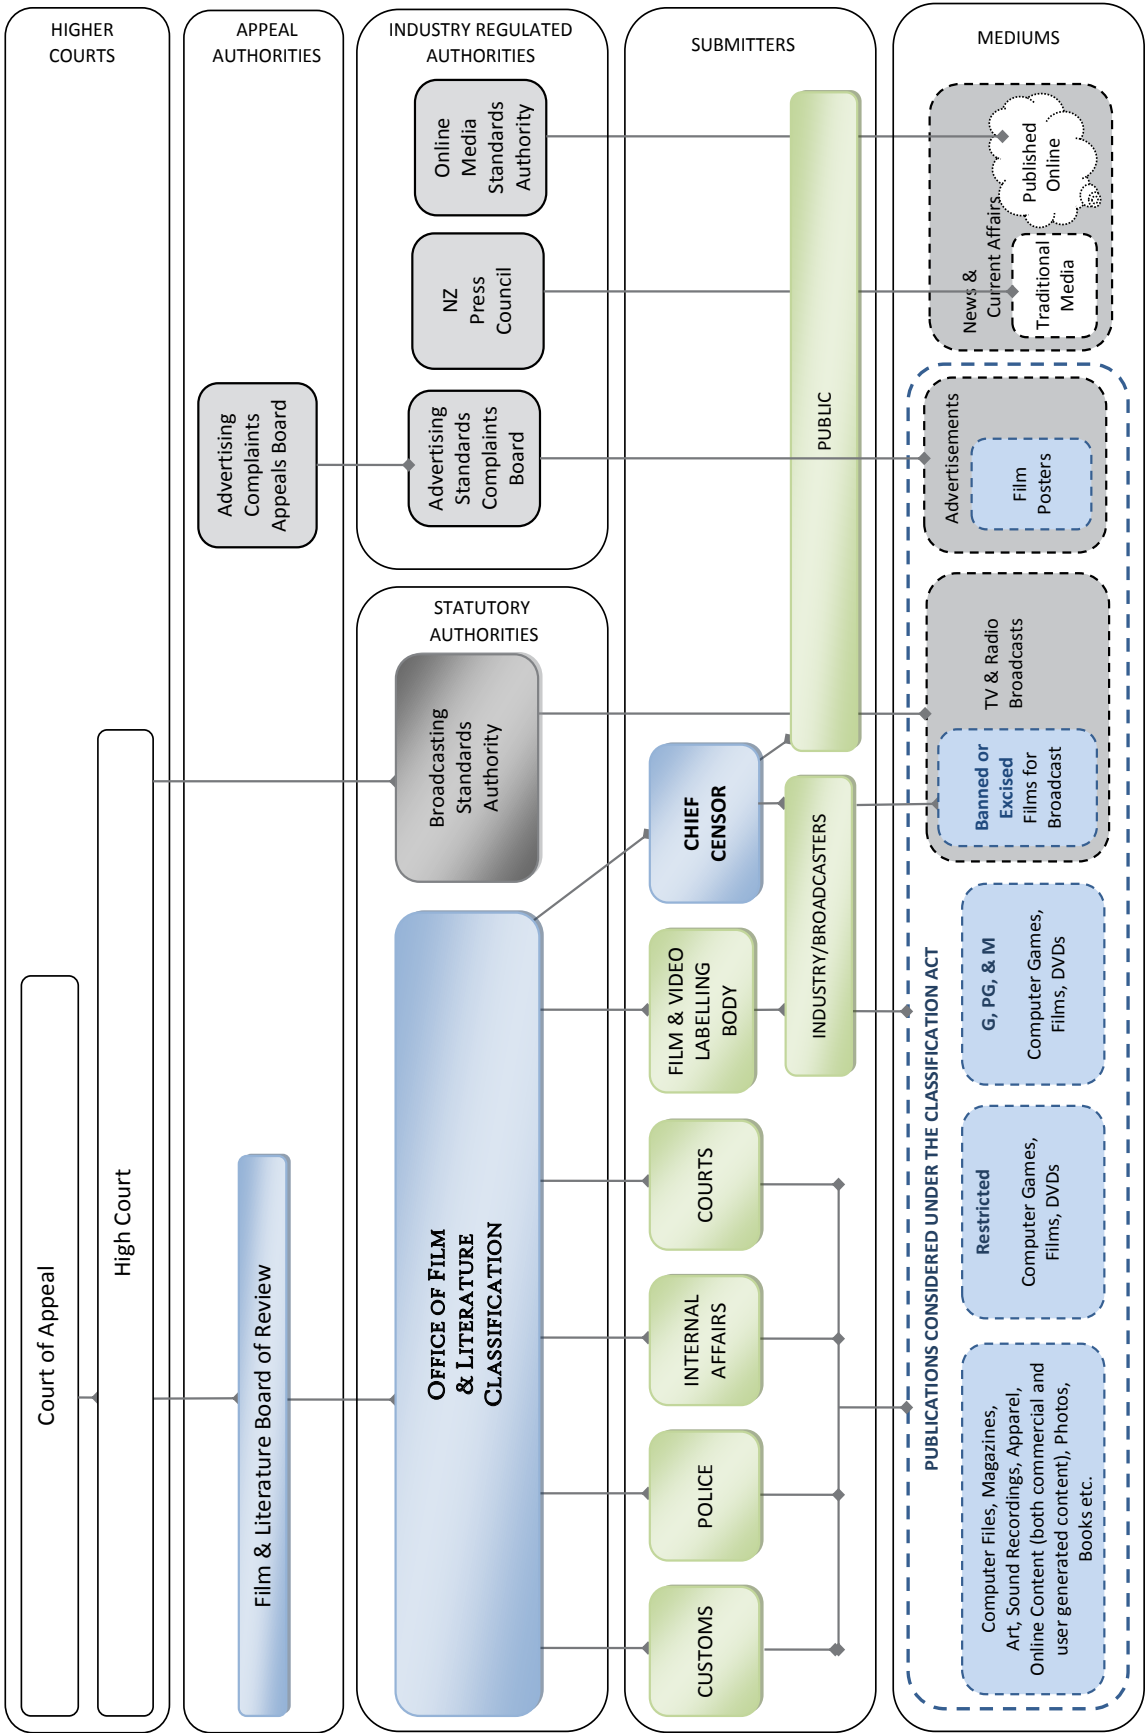 HIGHER
COURTS
Court of Appeal
High Court
APPEAL
AUTHORITIES
Film & Literature Board of Review
Advertising
Complaints
Appeals Board
INDUSTRY REGULATED
AUTHORITIES
Advertising
Standards
Complaints
Board
NZ
Press
Council
Online
Media
Standards
Authority
STATUTORY
AUTHORITIES
OFFICE OF FILM
& LITERATURE
CLASSIFICATION
Broadcasting
Standards
Authority
SUBMITTERS
CUSTOMS
POLICE
INTERNAL
AFFAIRS
COURTS
FILM & VIDEO
LABELLING
BODY
CHIEF
CENSOR
INDUSTRY/BROADCASTERS
PUBLIC
MEDIUMS
PUBLICATIONS CONSIDERED UNDER THE CLASSIFICATION ACT
Computer Files, Magazines,
Art, Sound Recordings, Apparel,
Online Content (both commercial and
user generated content), Photos,
Books etc.
Restricted
Computer Games,
Films, DVDs
G, PG, & M
Computer Games,
Films, DVDs
Banned or
Excised
Films for
Broadcast
TV & Radio
Broadcasts
Advertisements
Film
Posters
News &
Current Affairs
Traditional
Media
Published
Online